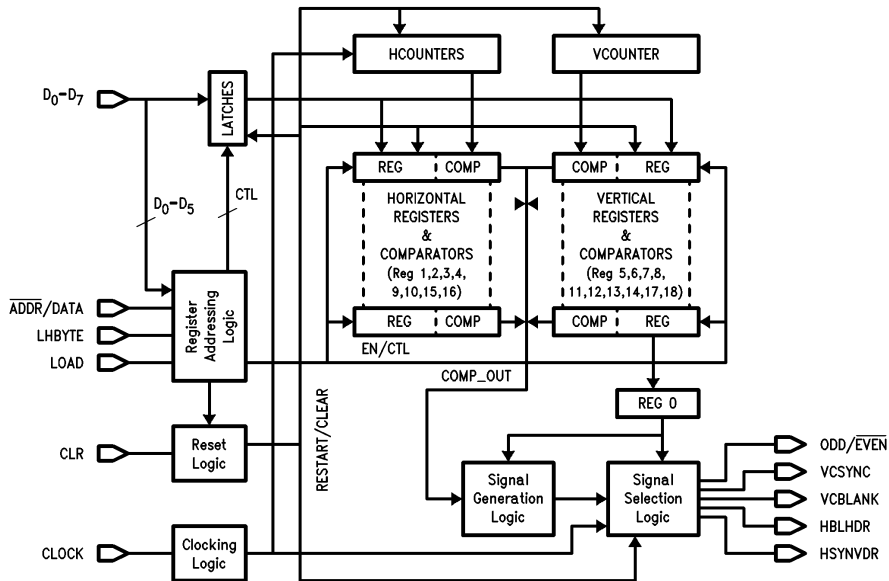 HCOUNTERS
VCOUNTER
D0–D7
LATCHES
REG
COMP
COMP
REG
D0–D5
CTL
HORIZONTAL
REGISTERS
&
COMPARATORS
(Reg 1,2,3,4,
9,10,15,16)
VERTICAL
REGISTERS
&
COMPARATORS
(Reg 5,6,7,8,
11,12,13,14,17,18)
ADDR/DATA
LHBYTE
LOAD
Register
Addressing
Logic
REG
COMP
COMP
REG
EN/CTL
COMP_OUT
RESTART/CLEAR
REG 0
CLR
Reset
Logic
Signal
Generation
Logic
Signal
Selection
Logic
ODD/EVEN
VCSYNC
VCBLANK
HBLHDR
HSYNVDR
CLOCK
Clocking
Logic